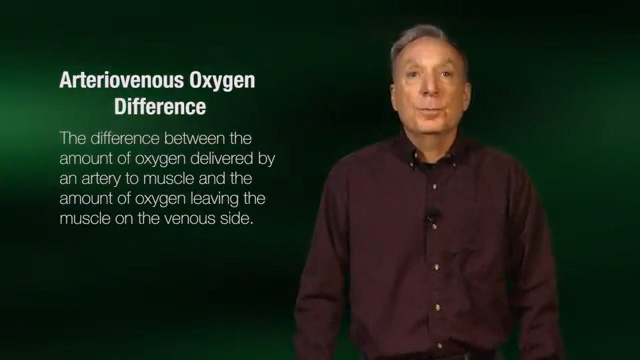 Arteriovenous Oxygen
Difference
The difference between the
amount of oxygen delivered by
an artery to muscle and the
amount of oxygen leaving the
muscle on the venous side.